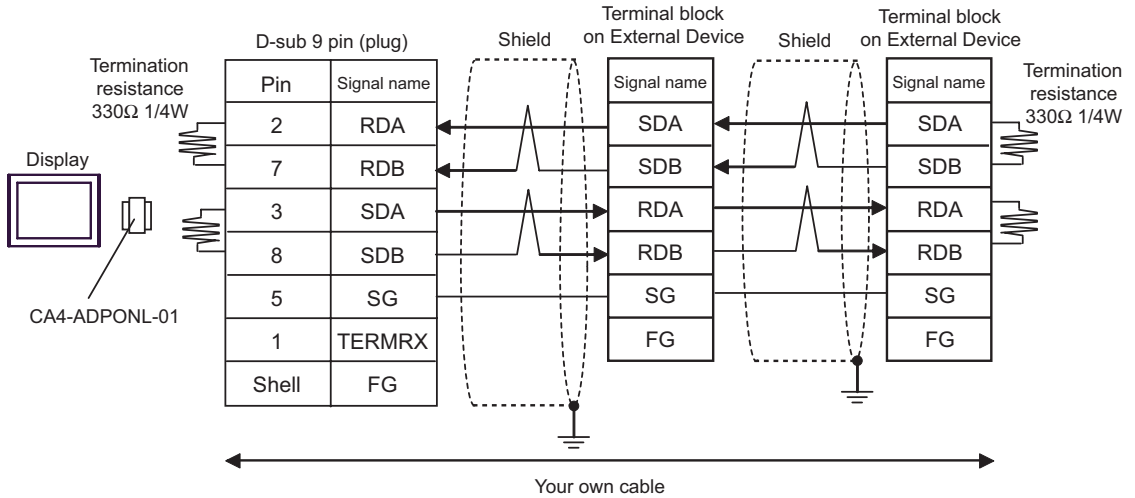 Terminal block
on External Device
Terminal block
on External Device
D-sub 9 pin (plug)
Shield
Shield
Termination
resistance
330Ω 1/4W
Termination
resistance
330Ω 1/4W
Pin Signal name
2 RDA
7 RDB
3 SDA
8 SDB
5 SG
1 TERMRX
Shell FG
Signal name
SDA
SDB
RDA
RDB
SG
FG
Signal name
SDA
SDB
RDA
RDB
SG
FG
Display
CA4-ADPONL-01
Your own cable